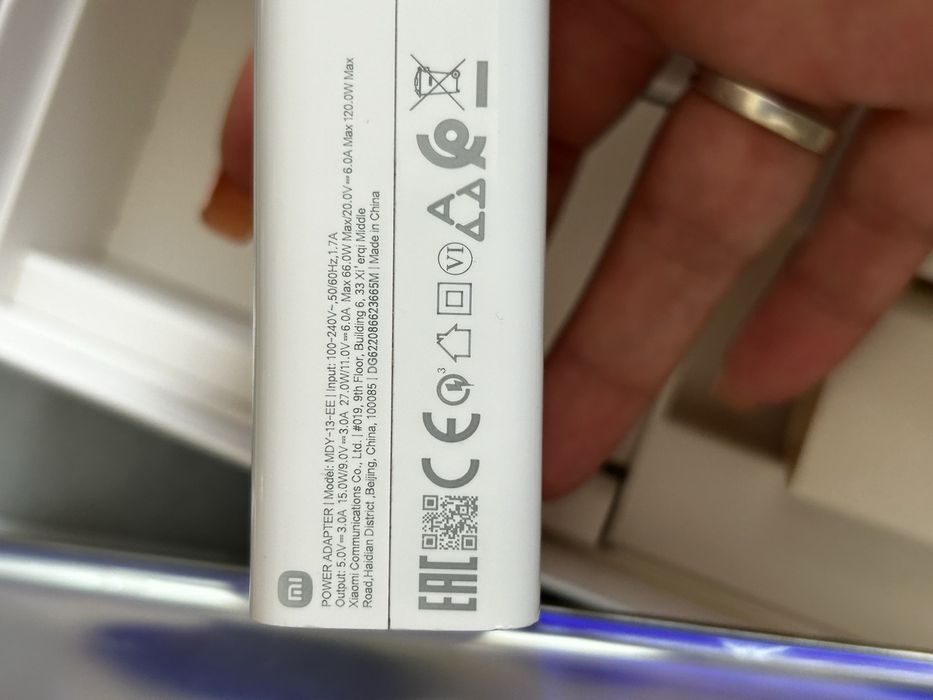 mi
POWER ADAPTER | Model: MDY-13-EE | Input: 100-240V~,50/60Hz,1.7A
Output: 5.0V⎓3.0A 15.0W/9.0V⎓3.0A 27.0W/11.0V⎓6.0A Max 66.0W Max/20.0V⎓6.0A Max 120.0W Max
Xiaomi Communications Co., Ltd. | #019, 9th Floor, Building 6, 33 Xi'erqi Middle
Road,Haidian District ,Beijing, China, 100085 | DG622086623665M | Made in China
EAC CE 3 VI